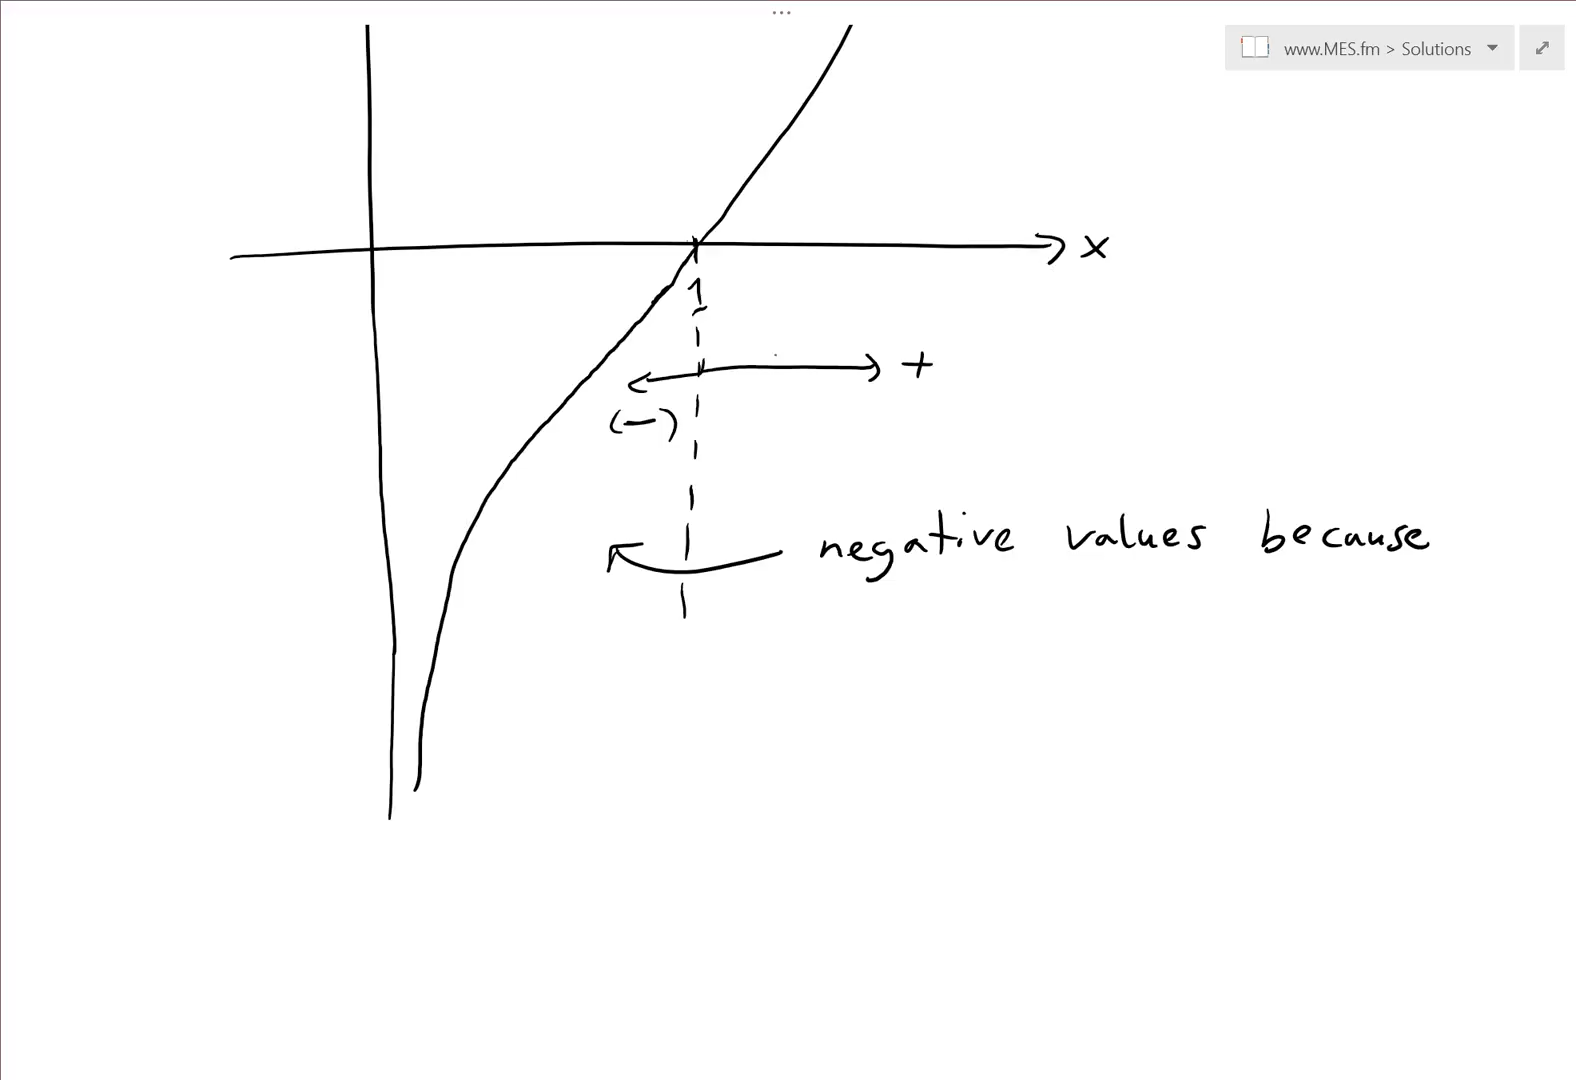 www.MES.fm > Solutions
x
1
+
(-)
negative values because